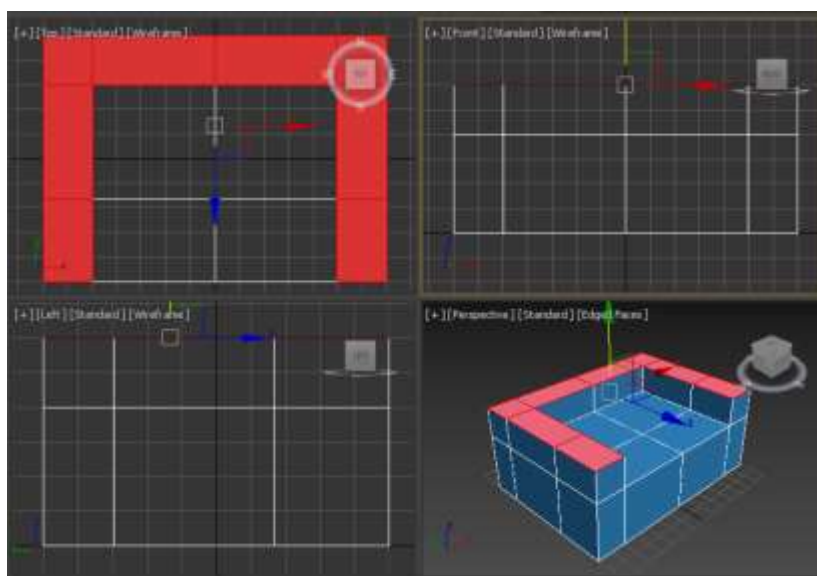 [+][Top][Standard][Wireframe]
[+][Front][Standard][Wireframe]
[+][Left][Standard][Wireframe]
[+][Perspective][Standard][Edged Faces]